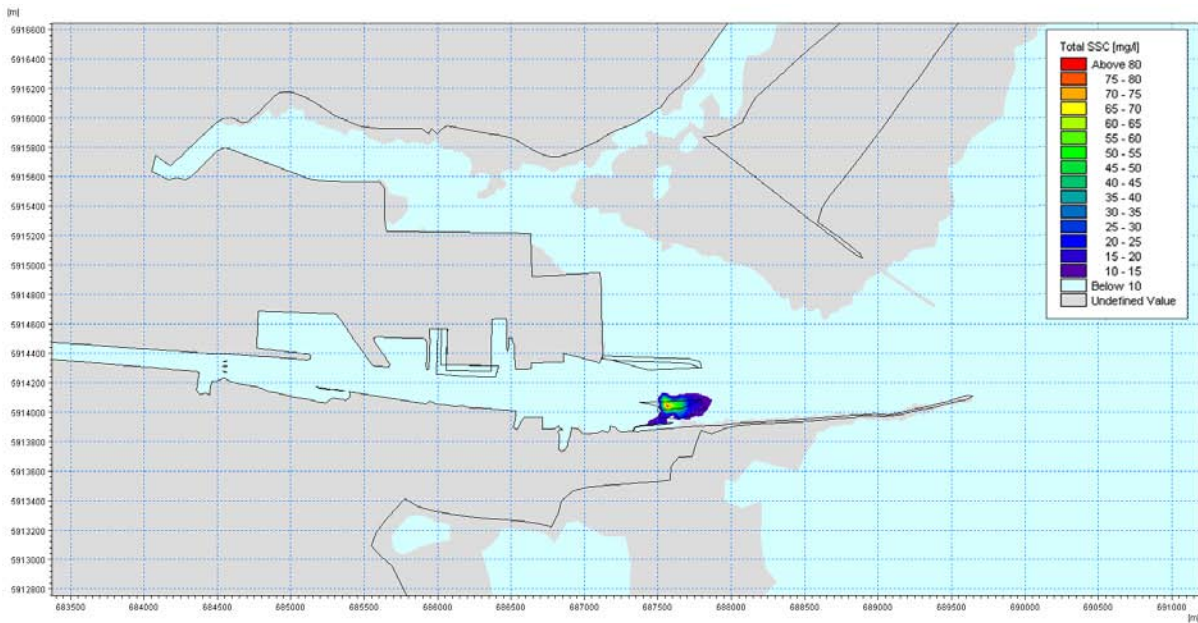 [m]
5916600
5916400
5916200
5916000
5915800
5915600
5915400
5915200
5915000
5914800
5914600
5914400
5914200
5914000
5913800
5913600
5913400
5913200
5913000
5912800
Total SSC [mg/l]
Above 80
75 - 80
70 - 75
65 - 70
60 - 65
55 - 60
50 - 55
45 - 50
40 - 45
35 - 40
30 - 35
25 - 30
20 - 25
15 - 20
10 - 15
Below 10
Undefined Value
683500 684000 684500 685000 685500 686000 686500 687000 687500 688000 688500 689000 689500 690000 690500 691000
[m]